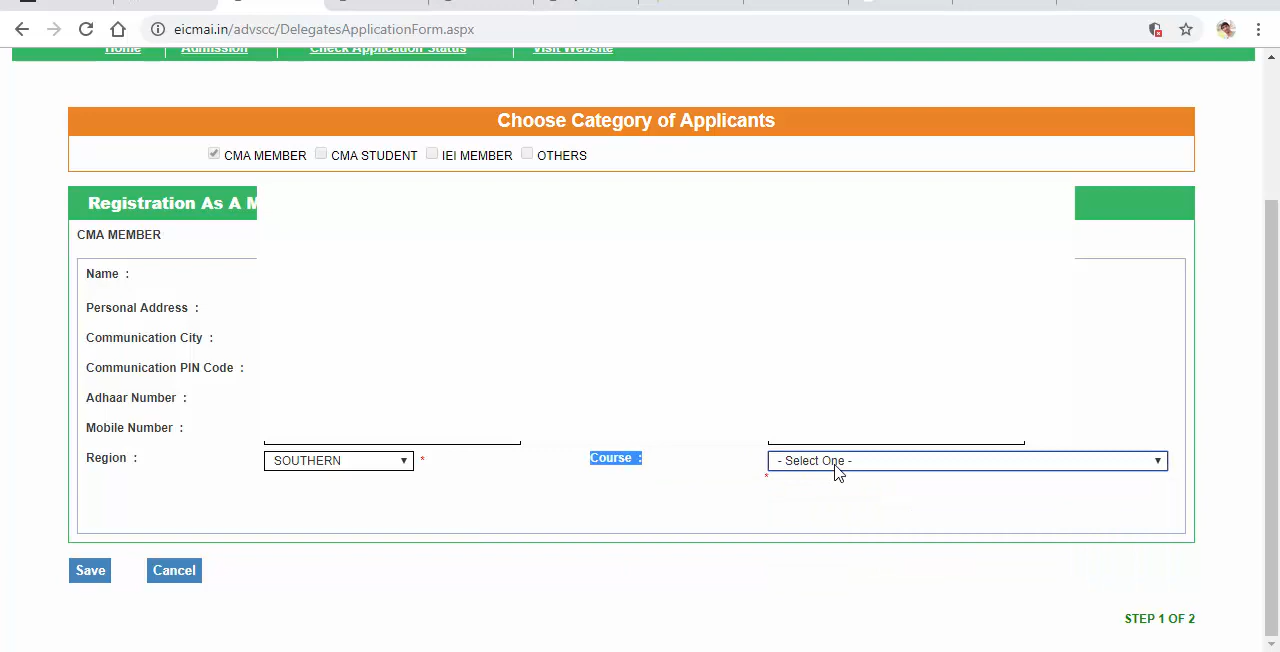 eicmai.in/advscc/DelegatesApplicationForm.aspx
Home Admission Check Application Status Visit Website
Choose Category of Applicants
CMA MEMBER CMA STUDENT IEI MEMBER OTHERS
Registration As A M
CMA MEMBER
Name :
Personal Address :
Communication City :
Communication PIN Code :
Adhaar Number :
Mobile Number :
Region : SOUTHERN * Course : - Select One -
*
Save Cancel
STEP 1 OF 2